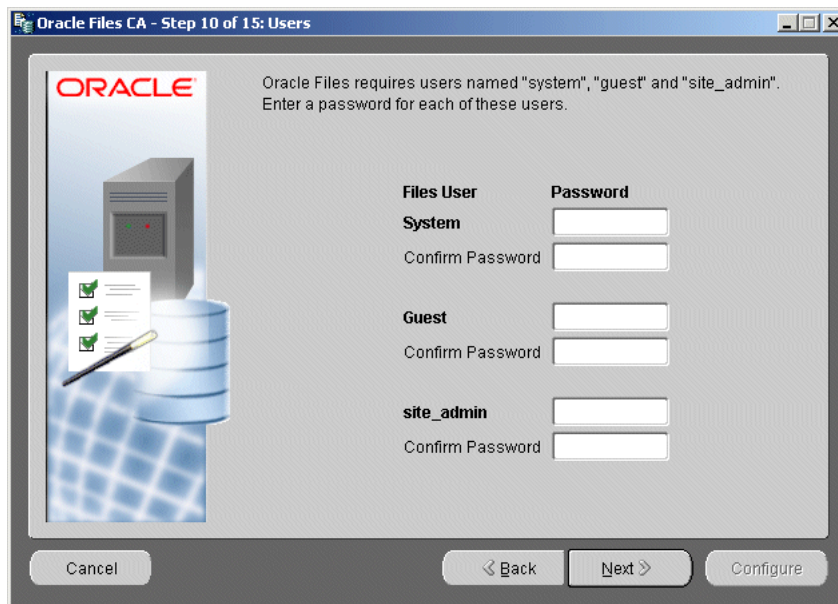 Oracle Files CA - Step 10 of 15: Users
ORACLE
Oracle Files requires users named "system", "guest" and "site_admin".
Enter a password for each of these users.
Files User Password
System
Confirm Password
Guest
Confirm Password
site_admin
Confirm Password
Cancel Back Next Configure